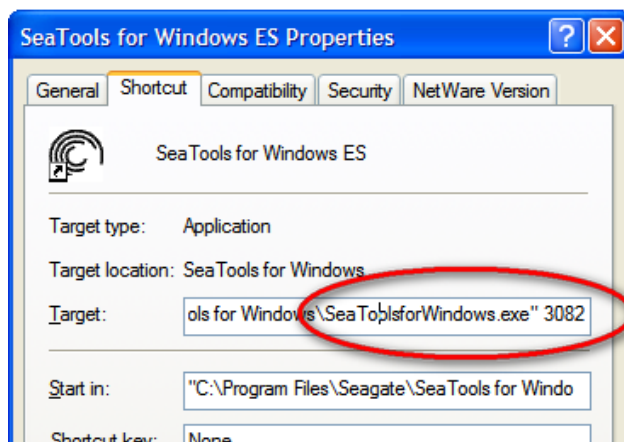 SeaTools for Windows ES Properties
General Shortcut Compatibility Security NetWare Version
SeaTools for Windows ES
Target type: Application
Target location: SeaTools for Windows
Target: ols for Windows\SeaToolsforWindows.exe" 3082
Start in: "C:\Program Files\Seagate\SeaTools for Windo
Shortcut key: None